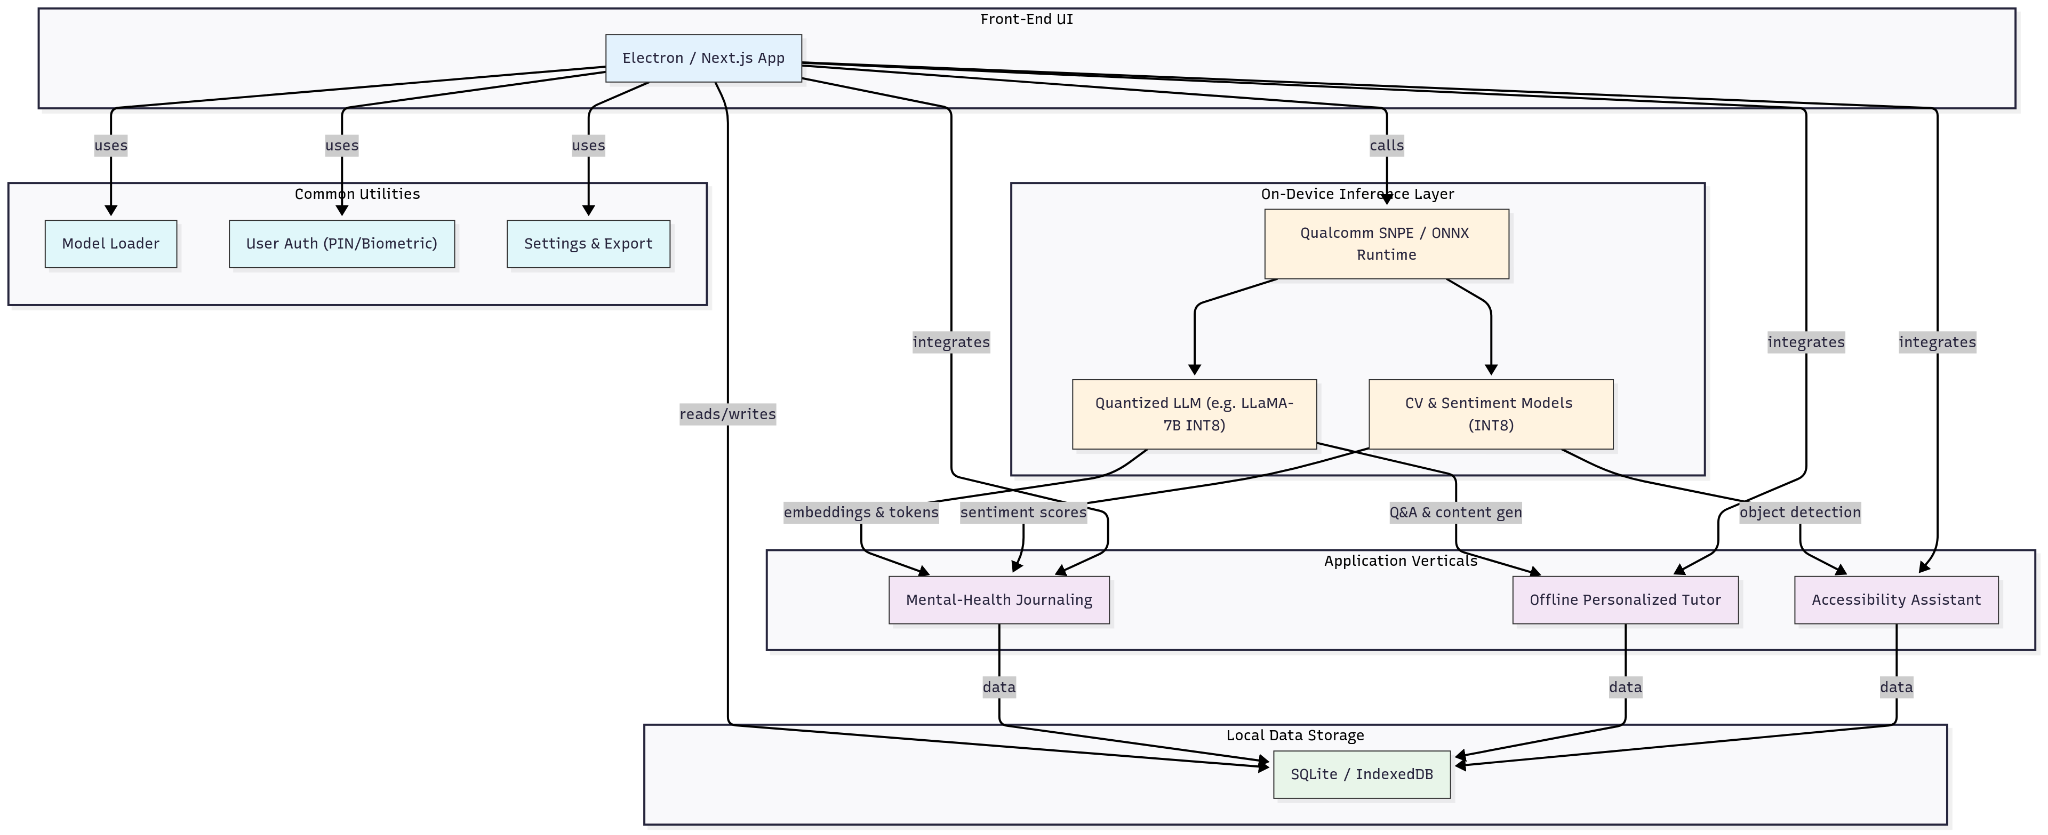 Front-End UI
Electron / Next.js App
uses
uses
uses
calls
Common Utilities
On-Device Inference Layer
Model Loader
User Auth (PIN/Biometric)
Settings & Export
Qualcomm SNPE / ONNX
Runtime
integrates
integrates
integrates
reads/writes
Quantized LLM (e.g. LLaMA-
7B INT8)
CV & Sentiment Models
(INT8)
embeddings & tokens
sentiment scores
Q&A & content gen
object detection
Application Verticals
Mental-Health Journaling
Offline Personalized Tutor
Accessibility Assistant
data
data
data
Local Data Storage
SQLite / IndexedDB